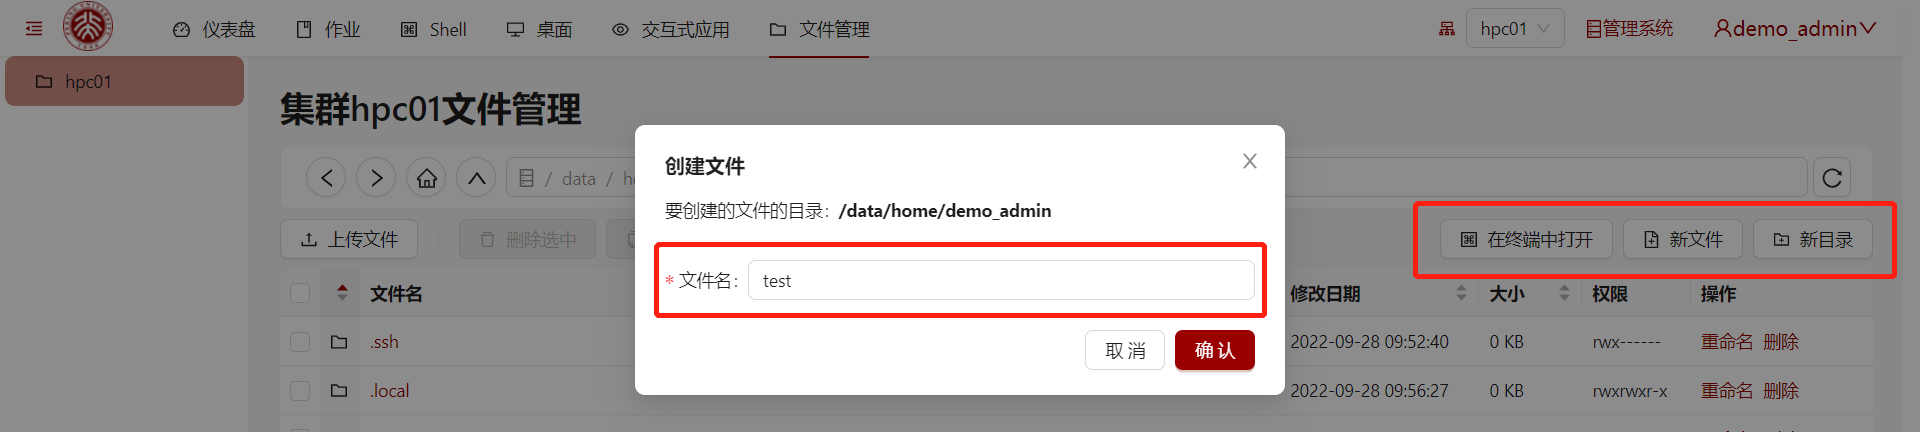 仪表盘 作业 Shell 桌面 交互式应用 文件管理 hpc01 管理系统 demo_admin
hpc01
集群hpc01文件管理
/ data /
上传文件 删除选中 在终端中打开 新文件 新目录
创建文件
要创建的文件的目录：/data/home/demo_admin
* 文件名： test
取消 确认
文件名 修改日期 大小 权限 操作
.ssh 2022-09-28 09:52:40 0 KB rwx------ 重命名 删除
.local 2022-09-28 09:56:27 0 KB rwxrwxr-x 重命名 删除